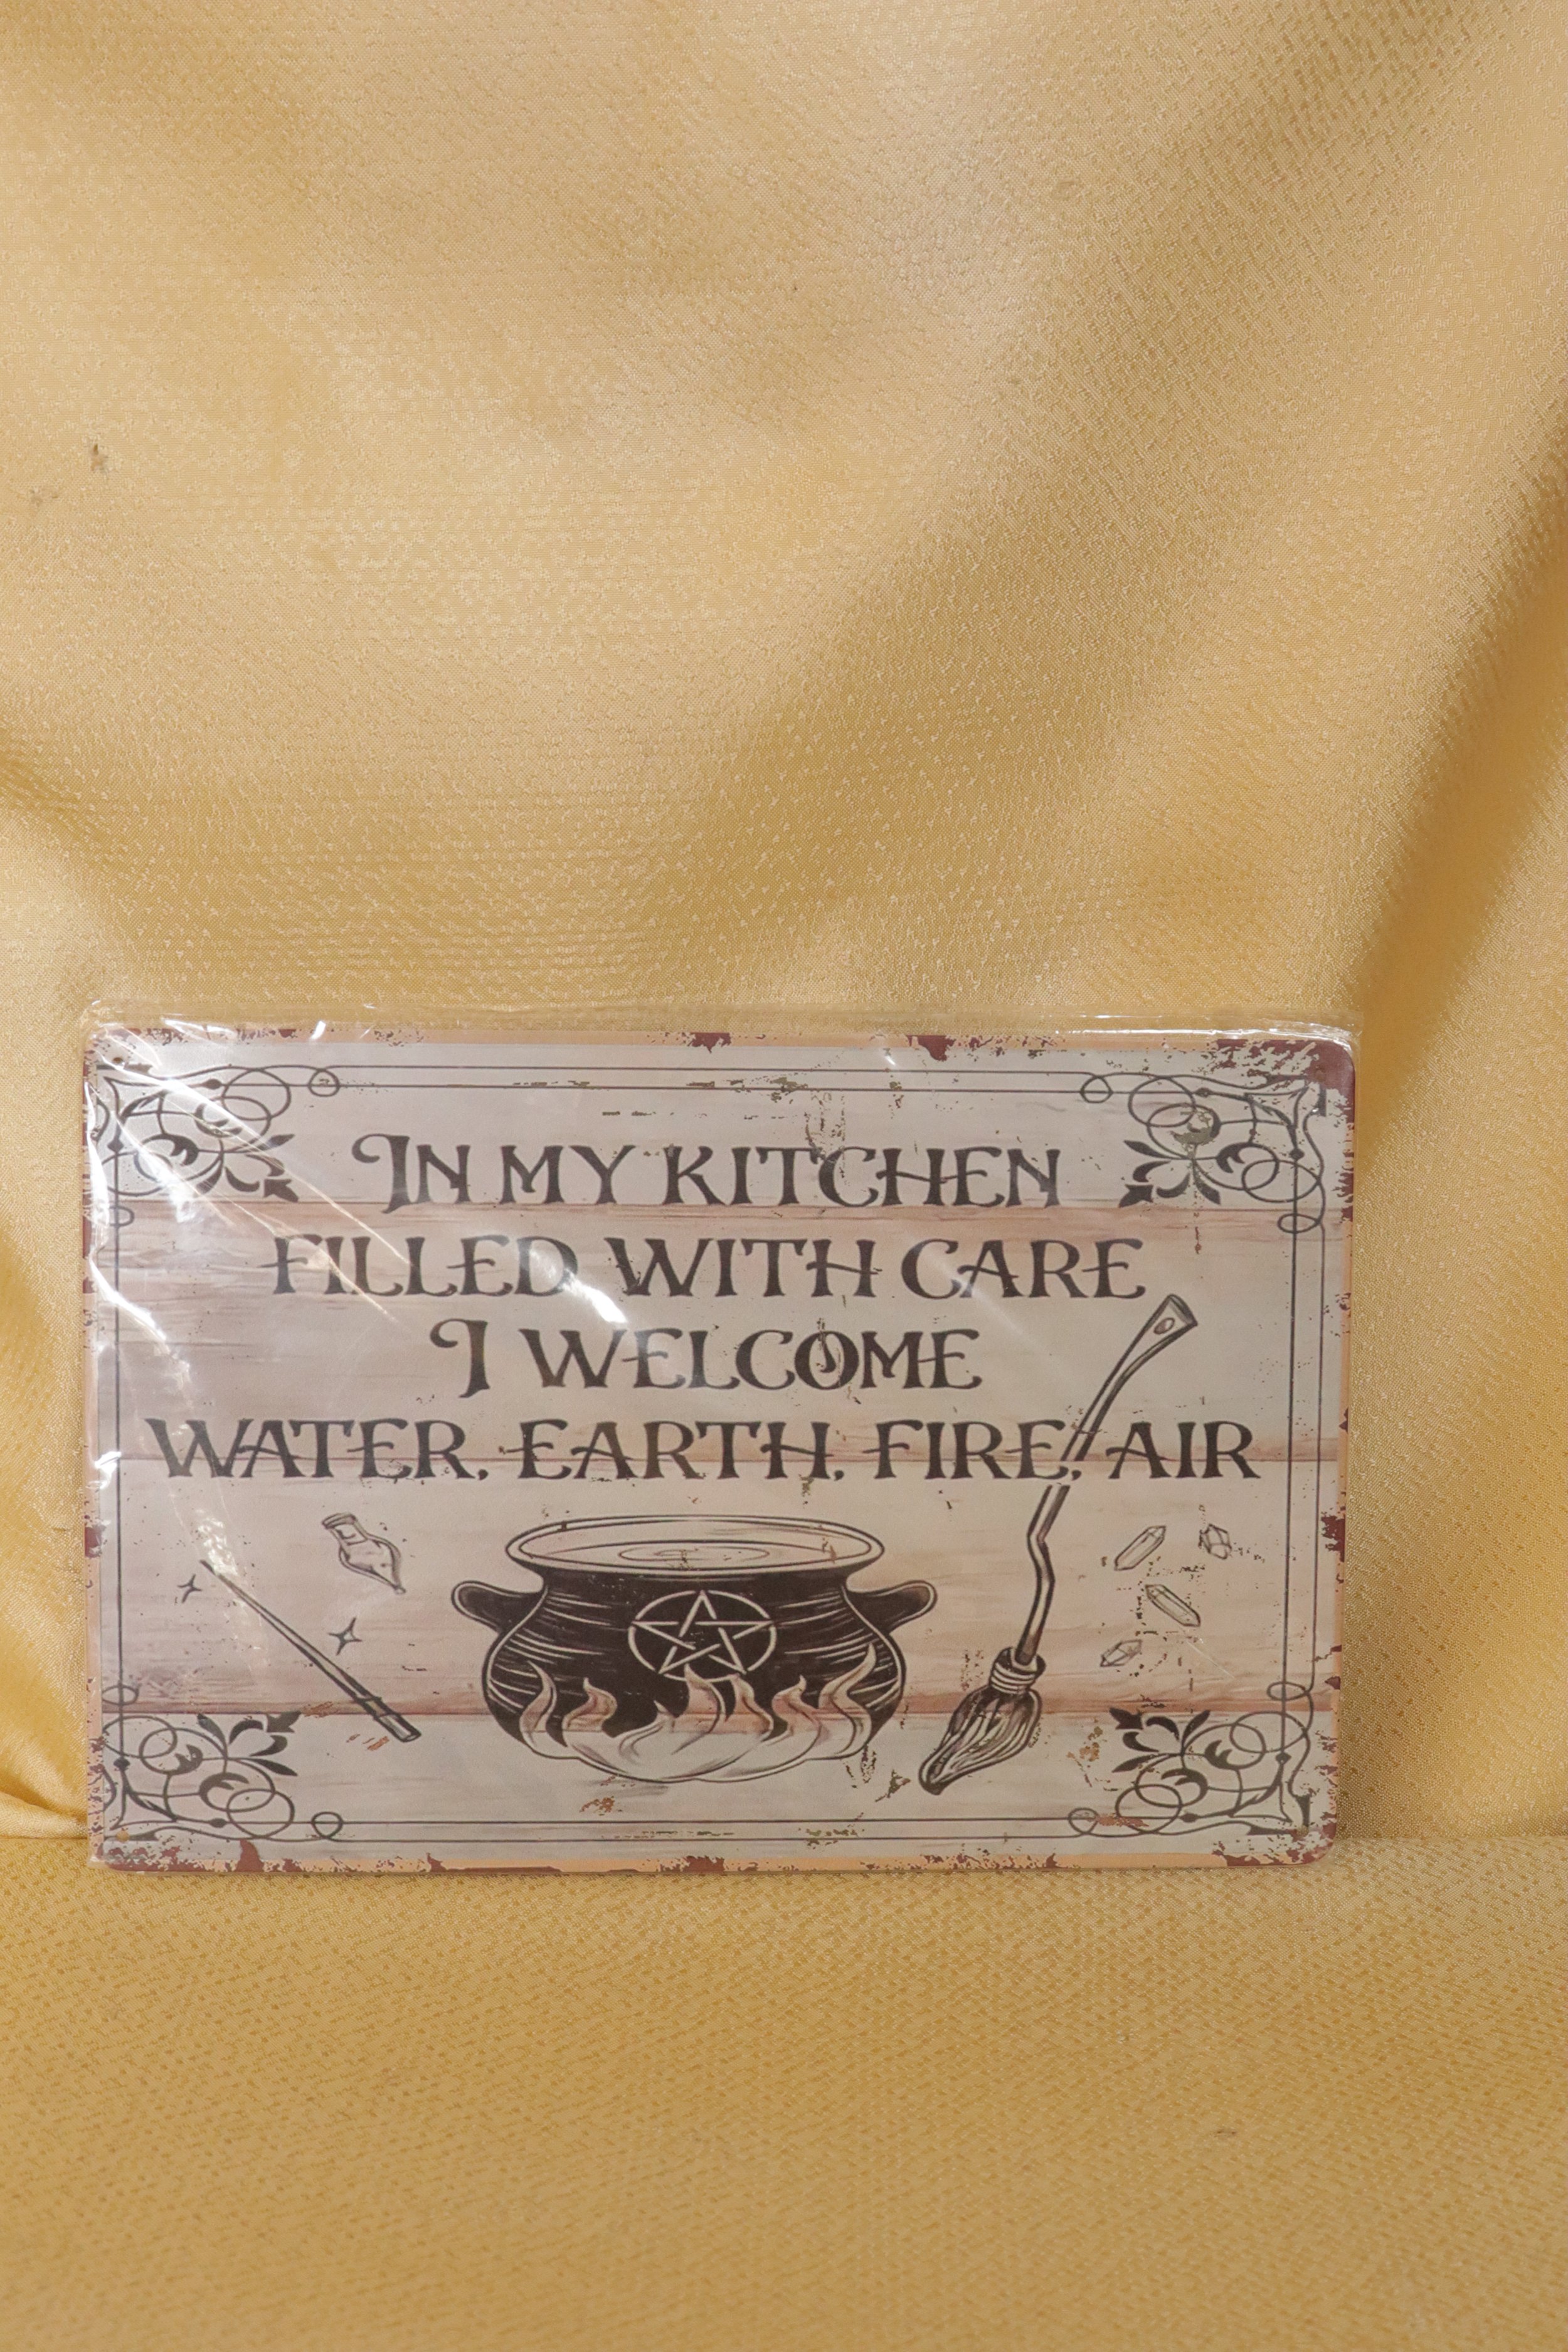 IN MY KITCHEN
FILLED WITH CARE
I WELCOME
WATER, EARTH, FIRE, AIR